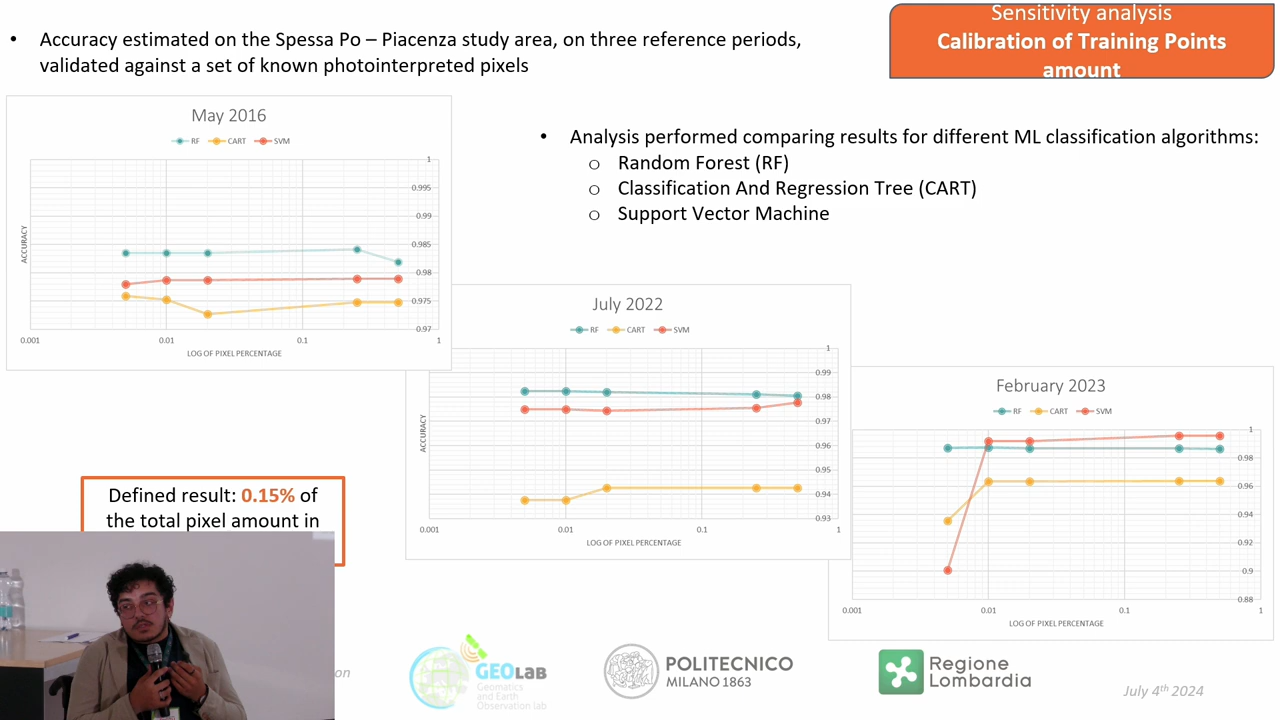 • Accuracy estimated on the Spessa Po – Piacenza study area, on three reference periods,
validated against a set of known photointerpreted pixels
Sensitivity analysis
Calibration of Training Points
amount
• Analysis performed comparing results for different ML classification algorithms:
o Random Forest (RF)
o Classification And Regression Tree (CART)
o Support Vector Machine
May 2016
RF CART SVM
1
0.995
0.99
0.985
0.98
0.975
0.97
ACCURACY
0.001 0.01 0.1 1
LOG OF PIXEL PERCENTAGE
July 2022
RF CART SVM
1
0.99
0.98
0.97
0.96
0.95
0.94
0.93
ACCURACY
0.001 0.01 0.1 1
LOG OF PIXEL PERCENTAGE
February 2023
RF CART SVM
1
0.98
0.96
0.94
0.92
0.9
0.88
0.001 0.01 0.1 1
LOG OF PIXEL PERCENTAGE
Defined result: 0.15% of
the total pixel amount in
on
GEOLAB
Geomatics
and Earth
Observation lab
POLITECNICO
MILANO 1863
Regione
Lombardia
July 4th 2024